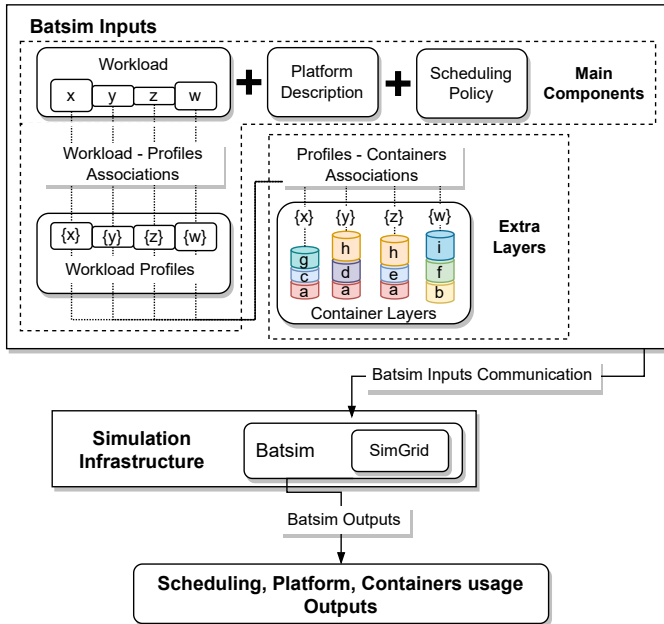 Batsim Inputs
Workload
x y z w
+
Platform
Description
+
Scheduling
Policy
Main
Components
Workload - Profiles
Associations
{x} {y} {z} {w}
Workload Profiles
Profiles - Containers
Associations
{x} {y} {z} {w}
g h h i
c d e f
a a a b
Container Layers
Extra
Layers
Batsim Inputs Communication
Simulation
Infrastructure
Batsim
SimGrid
Batsim Outputs
Scheduling, Platform, Containers usage
Outputs